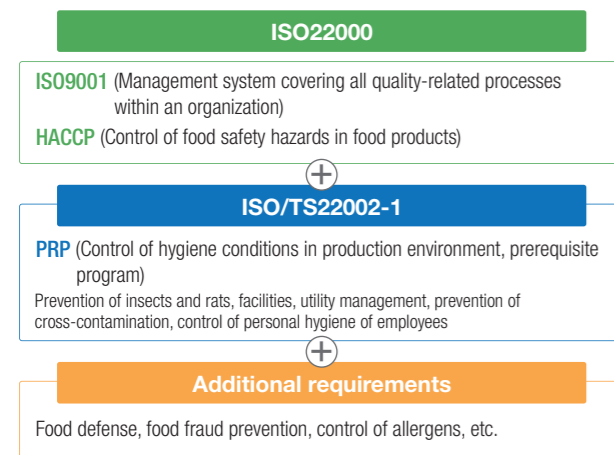 ISO22000
ISO9001 (Management system covering all quality-related processes
within an organization)
HACCP (Control of food safety hazards in food products)
+
ISO/TS22002-1
PRP (Control of hygiene conditions in production environment, prerequisite
program)
Prevention of insects and rats, facilities, utility management, prevention of
cross-contamination, control of personal hygiene of employees
+
Additional requirements
Food defense, food fraud prevention, control of allergens, etc.